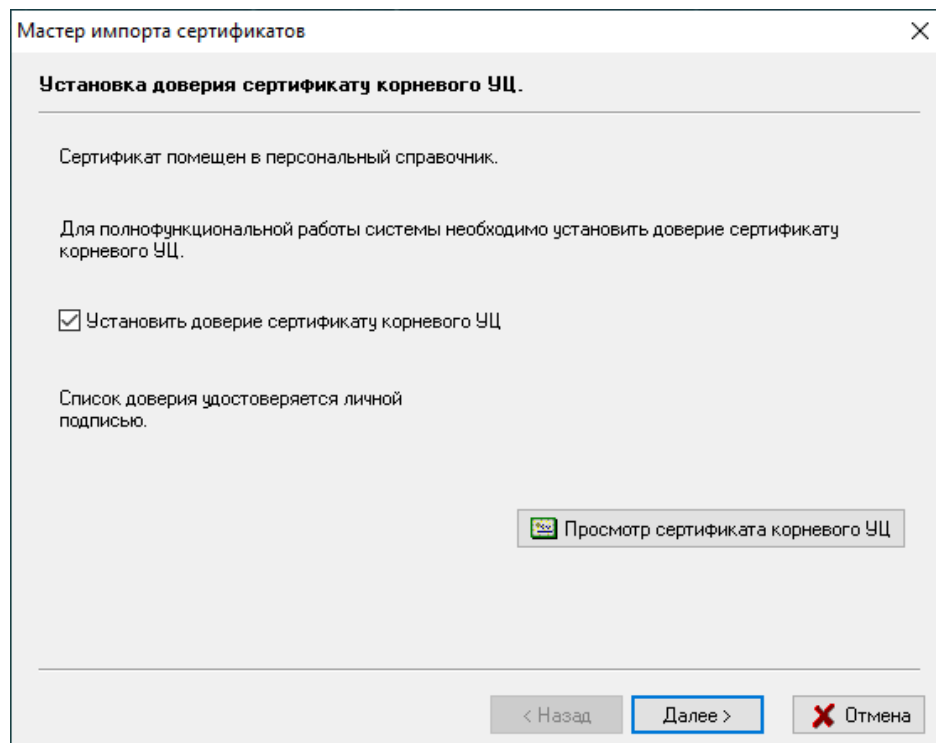 Мастер импорта сертификатов
Установка доверия сертификату корневого УЦ.
Сертификат помещен в персональный справочник.
Для полнофункциональной работы системы необходимо установить доверие сертификату
корневого УЦ.
Установить доверие сертификату корневого УЦ
Список доверия удостоверяется личной
подписью.
Просмотр сертификата корневого УЦ
< Назад
Далее >
Отмена